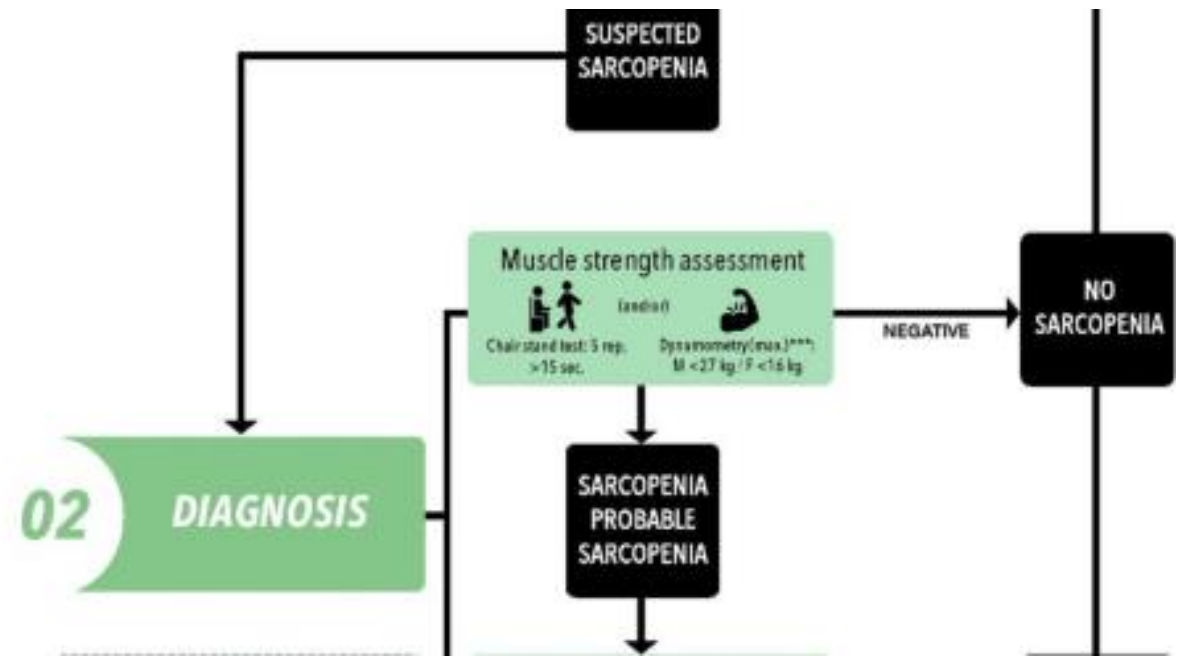 SUSPECTED
SARCOPENIA
Muscle strength assessment
(and/or)
Chair stand test: 5 rep.
>15 sec.
Dynamometry(max.)***:
M <27 kg / F <16 kg
NEGATIVE
NO
SARCOPENIA
02
DIAGNOSIS
SARCOPENIA
PROBABLE
SARCOPENIA